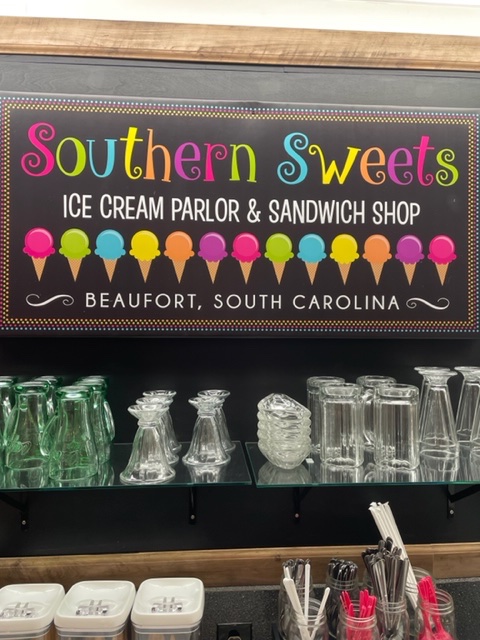 Southern Sweets
ICE CREAM PARLOR & SANDWICH SHOP
BEAUFORT, SOUTH CAROLINA